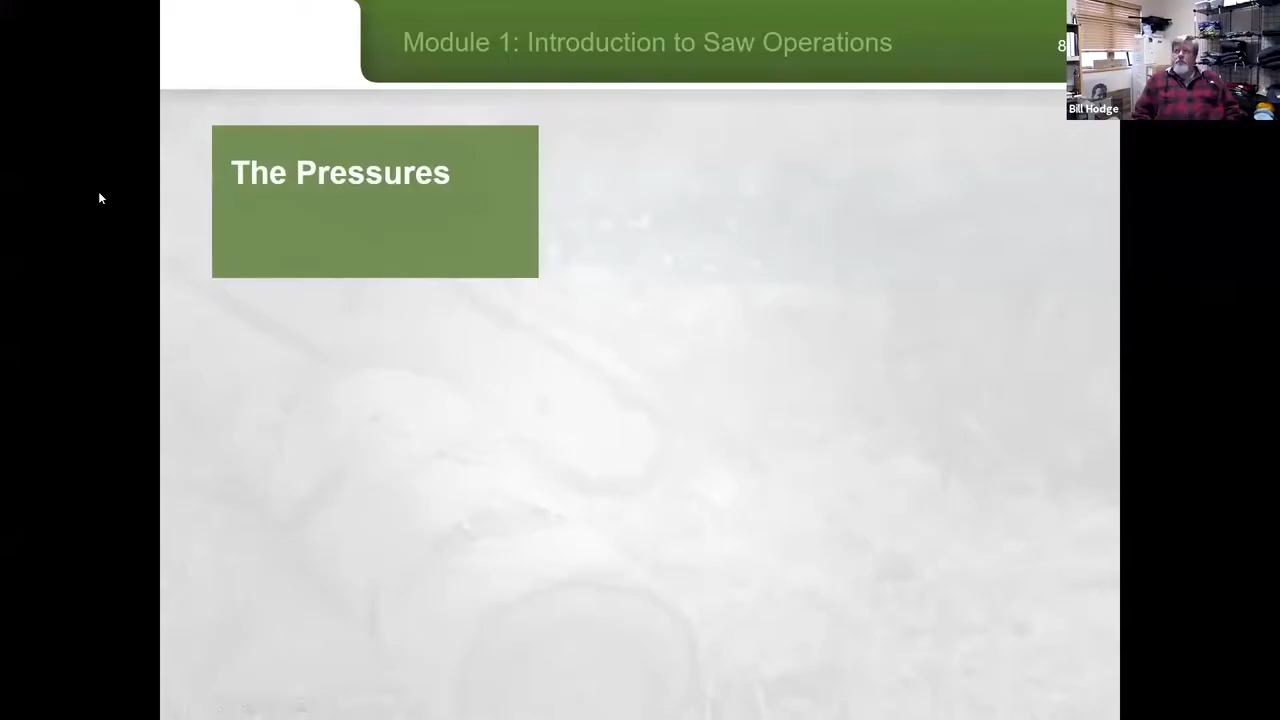 Module 1: Introduction to Saw Operations
8
Bill Hodge
The Pressures